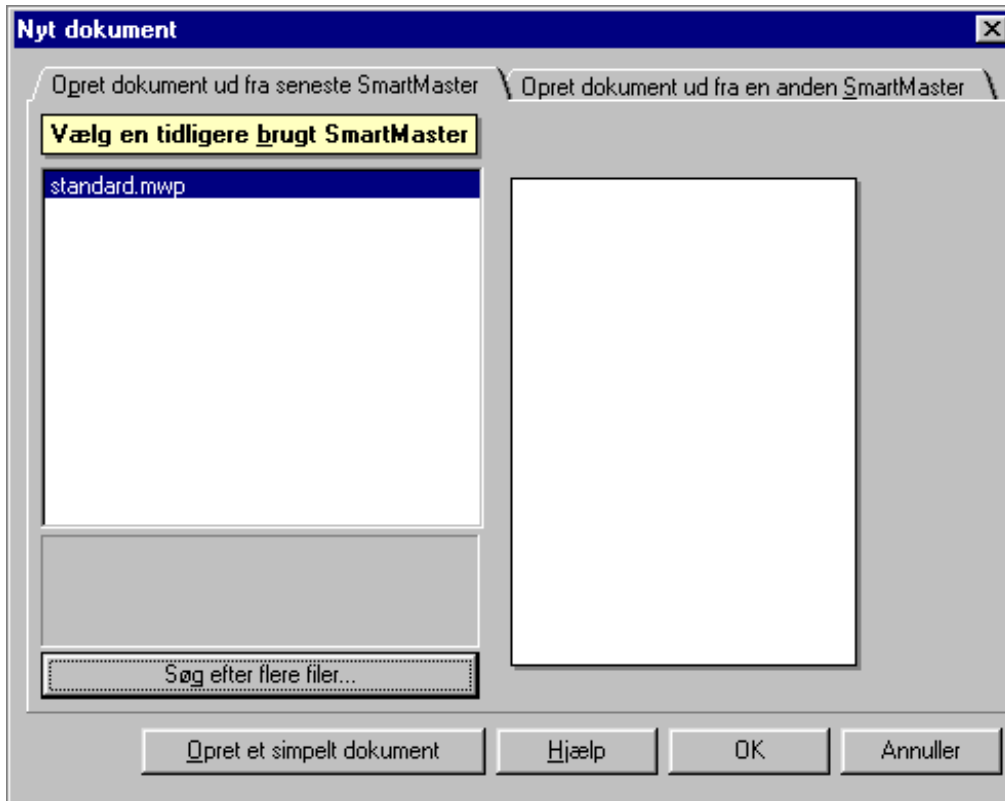 Nyt dokument
Opret dokument ud fra seneste SmartMaster
Opret dokument ud fra en anden SmartMaster
Vælg en tidligere brugt SmartMaster
standard.mwp
Søg efter flere filer...
Opret et simpelt dokument
Hjælp
OK
Annuller